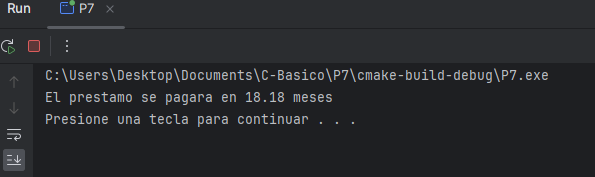 Run
P7
C:\Users\Desktop\Documents\C-Basico\P7\cmake-build-debug\P7.exe
El prestamo se pagara en 18.18 meses
Presione una tecla para continuar . . .